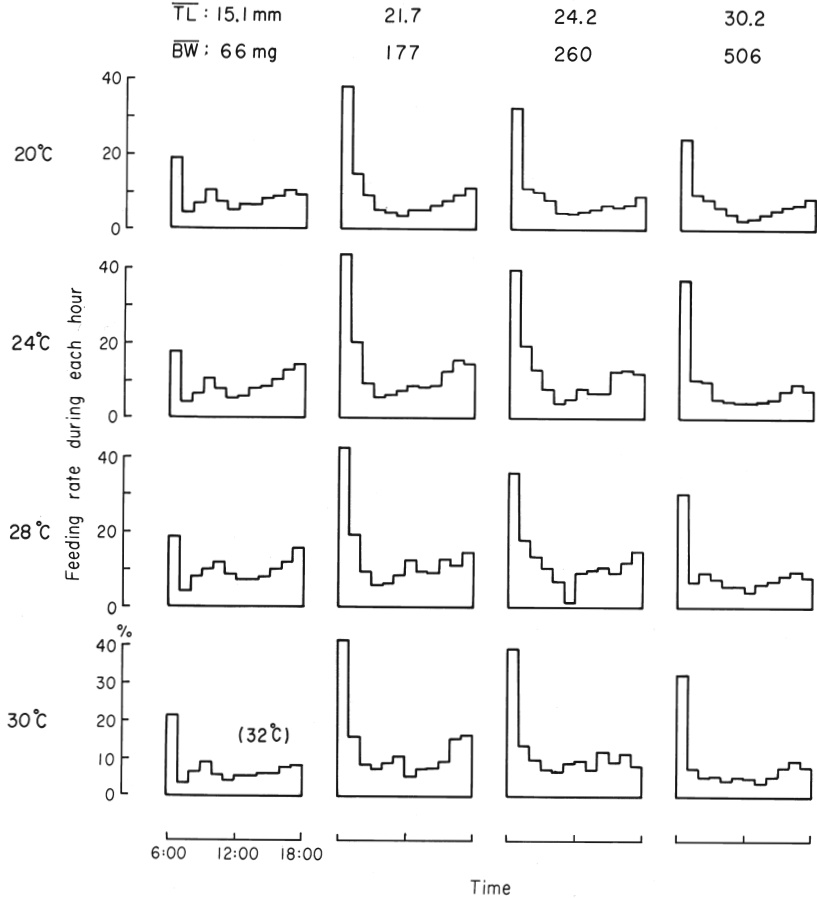 TL : 15.1 mm 21.7 24.2 30.2
BW : 66 mg 177 260 506
40
20
0
20°C
40
20
0
24°C
40
20
0
28°C
%
40
30
20
10
0
30°C
(32°C)
Feeding rate during each hour
6:00 12:00 18:00
Time